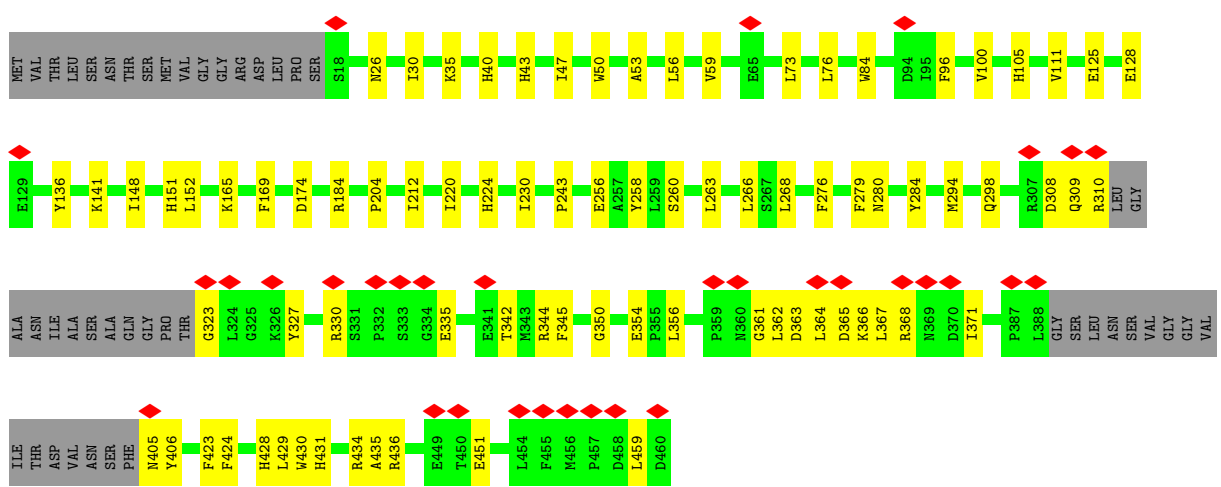 MET VAL THR LEU SER ASN THR SER MET VAL GLY GLY ARG ASP LEU PRO SER S18 N26 I30 K35 H40 H43 I47 W50 A53 L56 V59 E65 L73 L76 W84 D94 I95 F96 V100 H105 V111 E125 E128
E129 Y136 K141 I148 H151 L152 K165 F169 D174 R184 P204 I212 I220 H224 I230 P243 E256 A257 Y258 L259 S260 L263 L266 S267 L268 F276 F279 N280 Y284 M294 Q298 R307 D308 Q309 R310 LEU GLY
ALA ASN ILE ALA SER ALA GLN GLY PRO THR G323 L324 G325 K326 Y327 R330 S331 P332 S333 G334 E335 E341 T342 M343 R344 F345 G350 E354 P355 L356 P359 N360 G361 L362 D363 L364 D365 K366 L367 R368 N369 D370 I371 P387 L388 GLY SER LEU ASN SER VAL GLY GLY VAL
ILE THR ASP VAL ASN SER PHE N405 Y406 F423 F424 H428 L429 W430 H431 R434 A435 R436 E449 T450 E451 L454 F455 M456 P457 D458 L459 D460